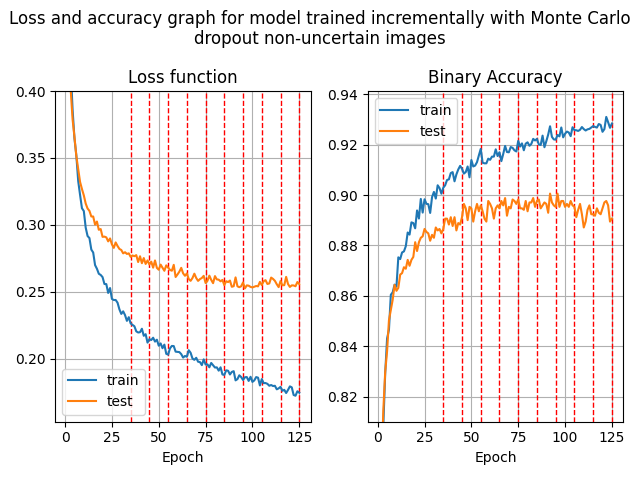 Loss and accuracy graph for model trained incrementally with Monte Carlo
dropout non-uncertain images
Loss function
0.40
0.35
0.30
0.25
0.20
train
test
0 25 50 75 100 125
Epoch
Binary Accuracy
0.94
0.92
0.90
0.88
0.86
0.84
0.82
train
test
0 25 50 75 100 125
Epoch